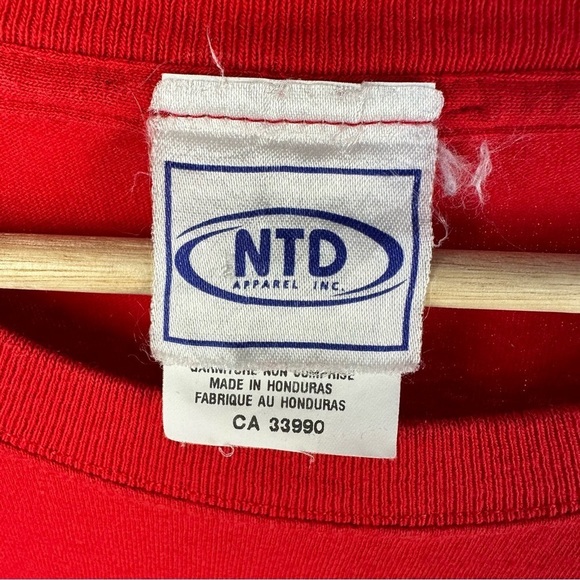 NTD
APPAREL INC.
GARNITURE NON COMPRISE
MADE IN HONDURAS
FABRIQUE AU HONDURAS
CA 33990